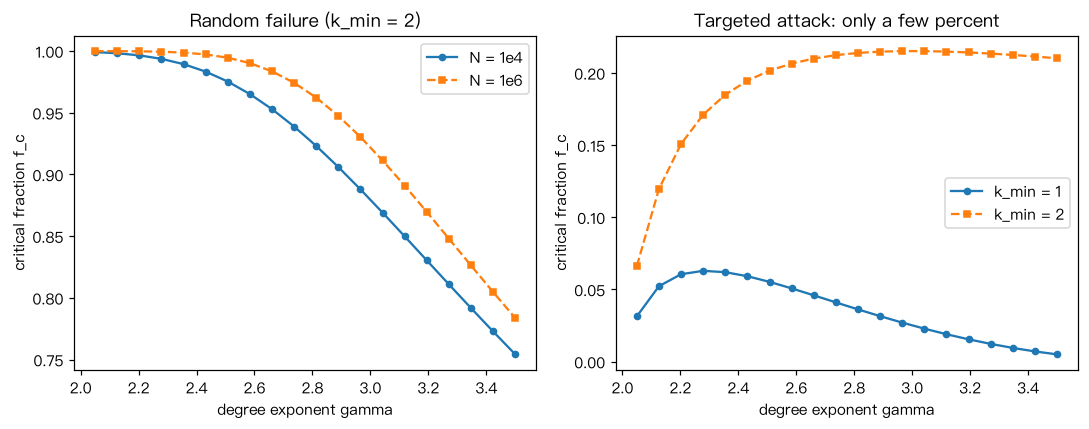 Random failure (k_min = 2)
critical fraction f_c
1.00
0.95
0.90
0.85
0.80
0.75
2.0 2.2 2.4 2.6 2.8 3.0 3.2 3.4
degree exponent gamma
N = 1e4
N = 1e6
Targeted attack: only a few percent
critical fraction f_c
0.20
0.15
0.10
0.05
0.00
2.0 2.2 2.4 2.6 2.8 3.0 3.2 3.4
degree exponent gamma
k_min = 1
k_min = 2